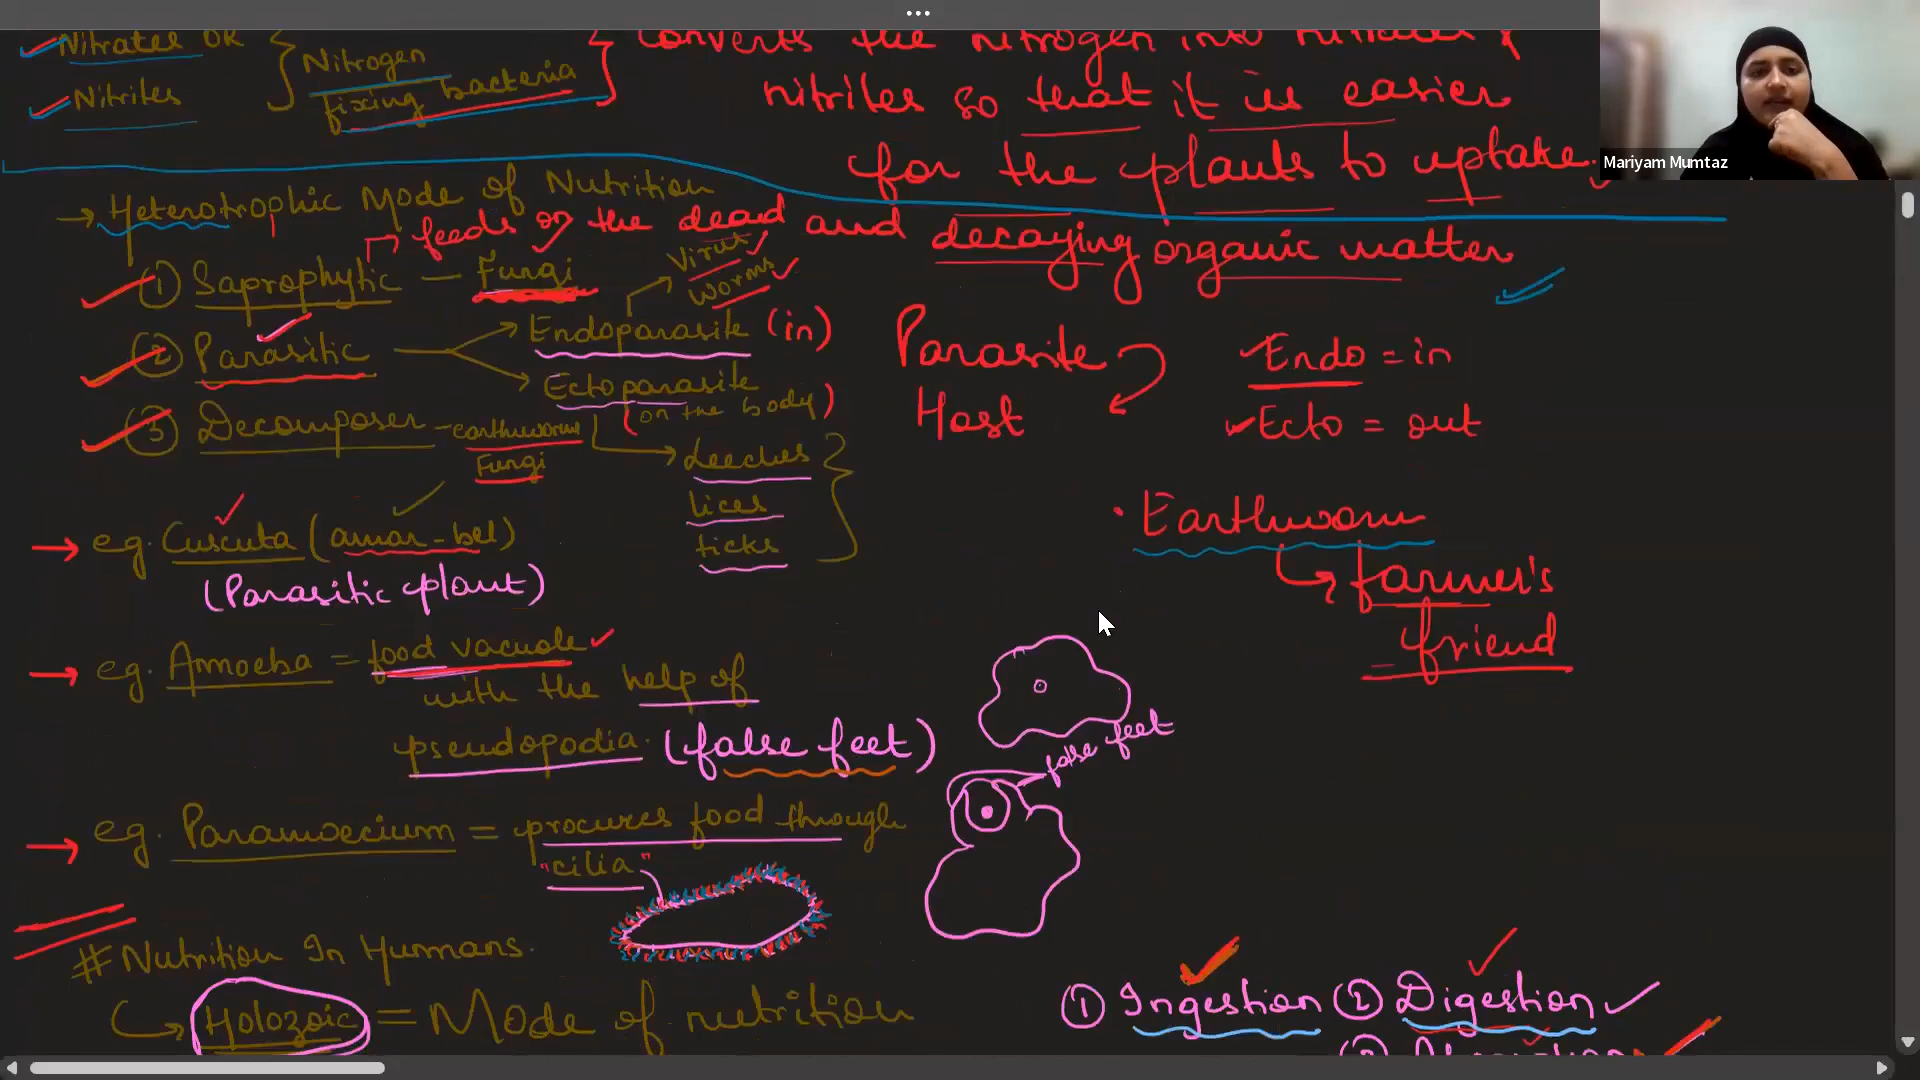 Nitrates OR
Nitrites
Nitrogen
fixing bacteria
converts the nitrogen into nitrates &
nitrites so that it is easier
for the plants to uptake.
Mariyam Mumtaz
→ Heterotrophic Mode of Nutrition
feeds on the dead and decaying organic matter
① Saprophytic — Fungi
Virus
worms
② Parasitic
Endoparasite (in)
Ectoparasite
(on the body)
③ Decomposer - earthworms
Fungi
Leeches
lices
ticks
Parasite
Host
Endo = in
Ecto = out
→ eg. Cuscuta (amar-bel)
(Parasitic plant)
• Earthworm
farmer's
friend
→ eg. Amoeba = food vacuole
with the help of
pseudopodia. (false feet)
false feet
→ eg. Paramoecium = procures food through
"cilia"
# Nutrition In Humans.
Holozoic = Mode of nutrition
① Ingestion ② Digestion